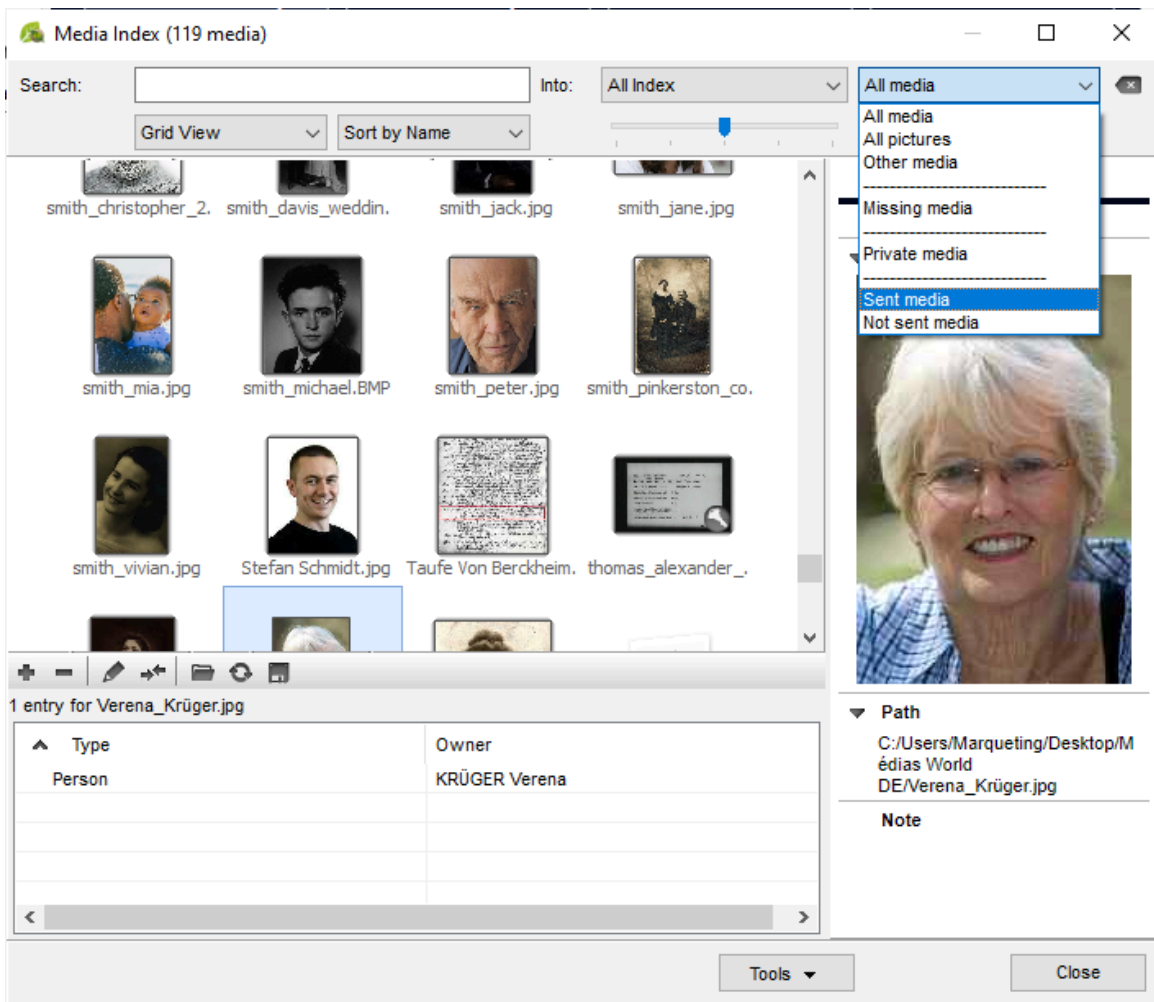 Media Index (119 media)
Search:
Into:
All Index
All media
Grid View
Sort by Name
All media
All pictures
Other media
Missing media
Private media
Sent media
Not sent media
smith_christopher_2.
smith_davis_weddin.
smith_jack.jpg
smith_jane.jpg
smith_mia.jpg
smith_michael.BMP
smith_peter.jpg
smith_pinkerston_co.
smith_vivian.jpg
Stefan Schmidt.jpg
Taufe Von Berckheim.
thomas_alexander_.
1 entry for Verena_Krüger.jpg
Type
Owner
Person
KRÜGER Verena
Path
C:/Users/Marqueting/Desktop/M
édias World
DE/Verena_Krüger.jpg
Note
Tools
Close